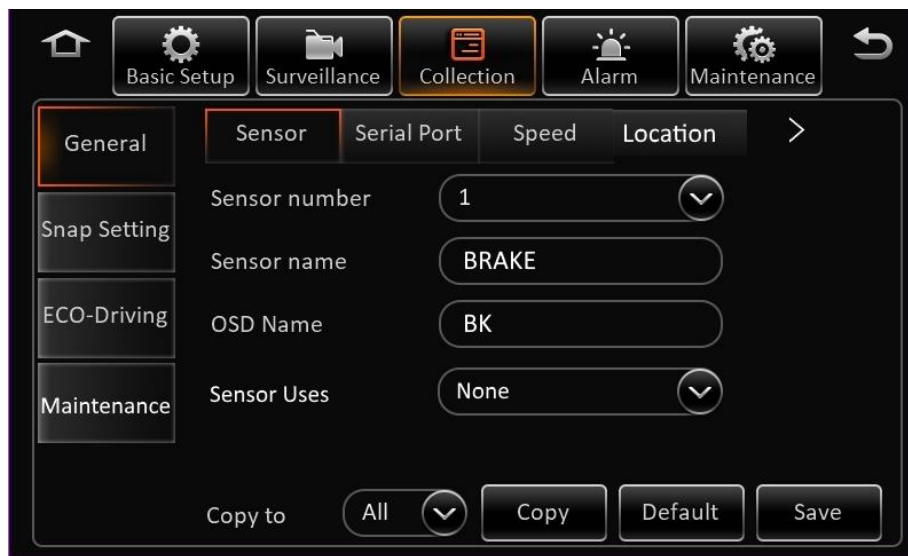 Basic Setup Surveillance Collection Alarm Maintenance
General Sensor Serial Port Speed Location >
Sensor number 1
Snap Setting
Sensor name BRAKE
ECO-Driving OSD Name BK
Maintenance Sensor Uses None
Copy to All Copy Default Save